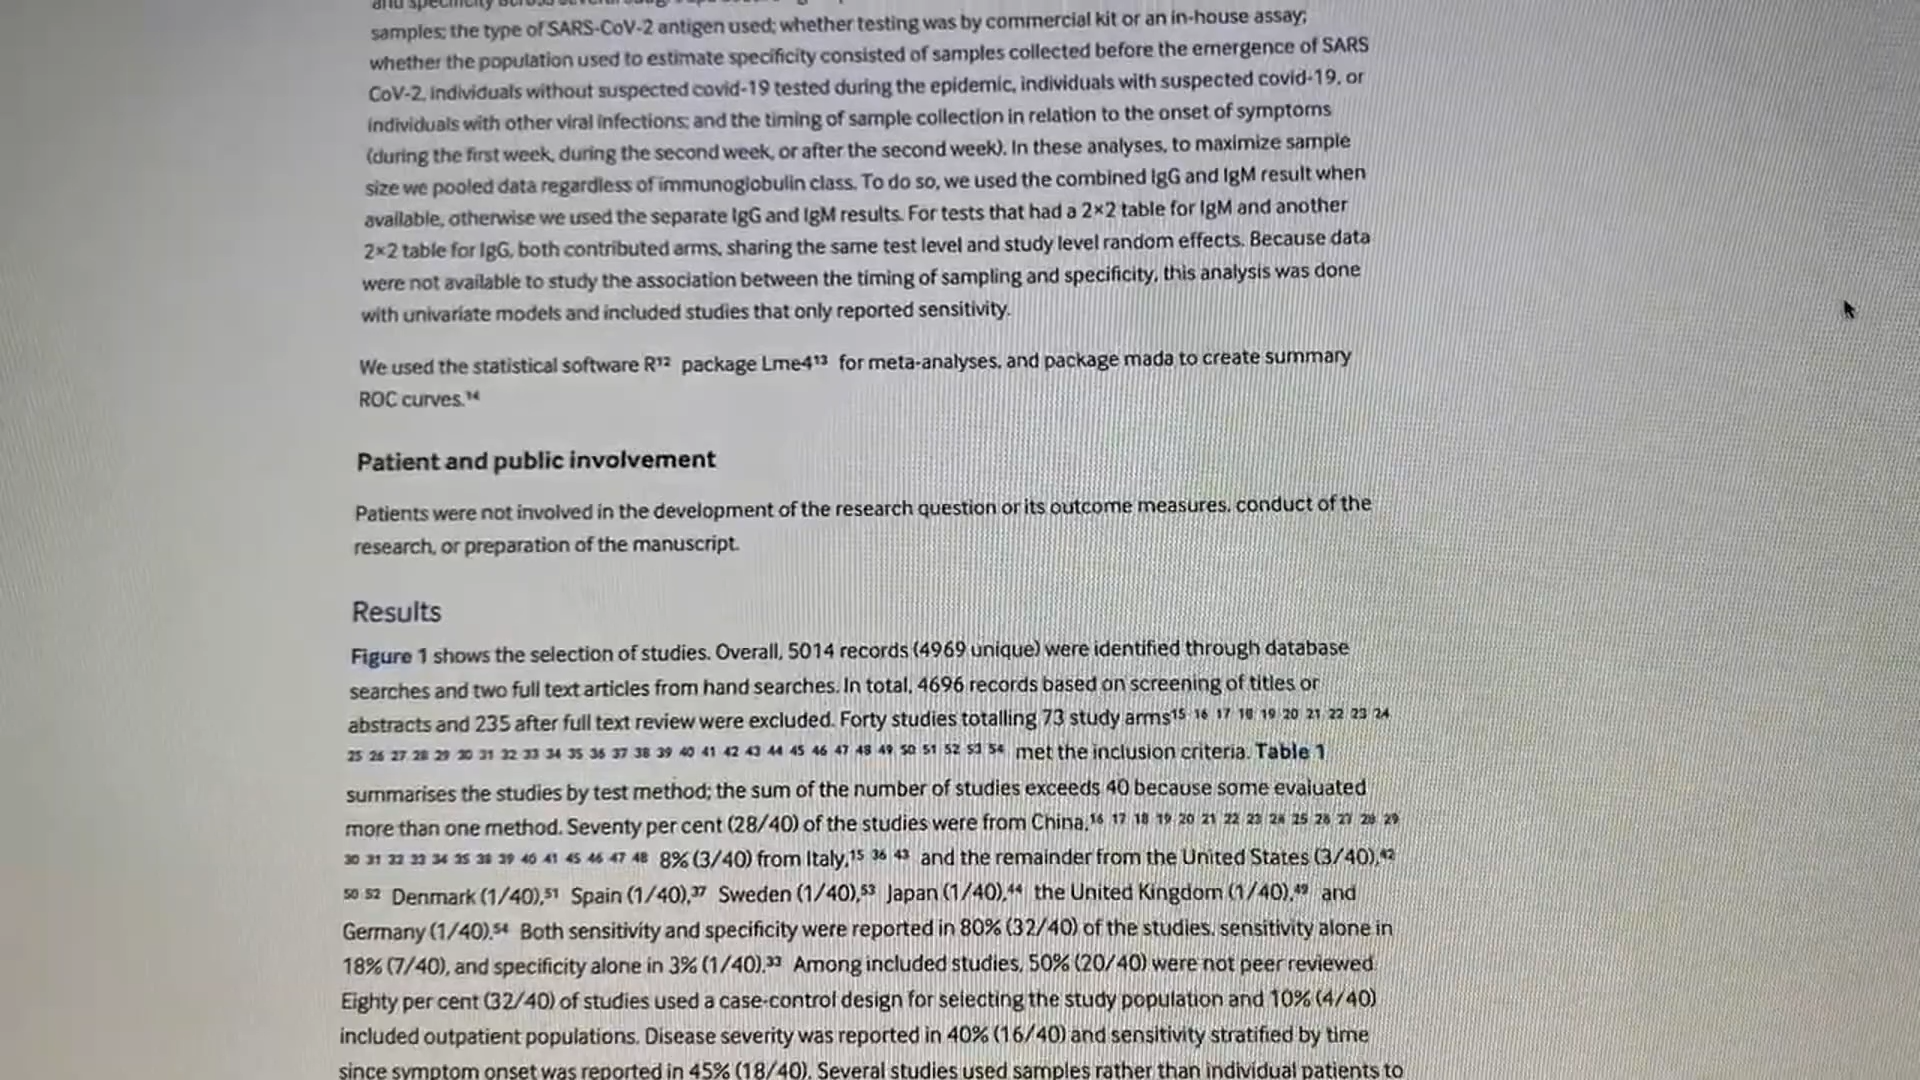 and specificity across several
samples; the type of SARS-CoV-2 antigen used; whether testing was by commercial kit or an in-house assay;
whether the population used to estimate specificity consisted of samples collected before the emergence of SARS
CoV-2, individuals without suspected covid-19 tested during the epidemic, individuals with suspected covid-19, or
individuals with other viral infections; and the timing of sample collection in relation to the onset of symptoms
(during the first week, during the second week, or after the second week). In these analyses, to maximize sample
size we pooled data regardless of immunoglobulin class. To do so, we used the combined IgG and IgM result when
available, otherwise we used the separate IgG and IgM results. For tests that had a 2×2 table for IgM and another
2×2 table for IgG, both contributed arms, sharing the same test level and study level random effects. Because data
were not available to study the association between the timing of sampling and specificity, this analysis was done
with univariate models and included studies that only reported sensitivity.
We used the statistical software R12 package Lme413 for meta-analyses, and package mada to create summary
ROC curves.14
Patient and public involvement
Patients were not involved in the development of the research question or its outcome measures, conduct of the
research, or preparation of the manuscript.
Results
Figure 1 shows the selection of studies. Overall, 5014 records (4969 unique) were identified through database
searches and two full text articles from hand searches. In total, 4696 records based on screening of titles or
abstracts and 235 after full text review were excluded. Forty studies totalling 73 study arms15 16 17 18 19 20 21 22 23 24
25 26 27 28 29 30 31 32 33 34 35 36 37 38 39 40 41 42 43 44 45 46 47 48 49 50 51 52 53 54 met the inclusion criteria. Table 1
summarises the studies by test method; the sum of the number of studies exceeds 40 because some evaluated
more than one method. Seventy per cent (28/40) of the studies were from China,16 17 18 19 20 21 22 23 24 25 26 27 28 29
30 31 32 33 34 35 38 39 40 41 45 46 47 48 8% (3/40) from Italy,15 36 43 and the remainder from the United States (3/40),42
50 52 Denmark (1/40),51 Spain (1/40),37 Sweden (1/40),53 Japan (1/40),44 the United Kingdom (1/40),49 and
Germany (1/40).54 Both sensitivity and specificity were reported in 80% (32/40) of the studies, sensitivity alone in
18% (7/40), and specificity alone in 3% (1/40).33 Among included studies, 50% (20/40) were not peer reviewed.
Eighty per cent (32/40) of studies used a case-control design for selecting the study population and 10% (4/40)
included outpatient populations. Disease severity was reported in 40% (16/40) and sensitivity stratified by time
since symptom onset was reported in 45% (18/40). Several studies used samples rather than individual patients to